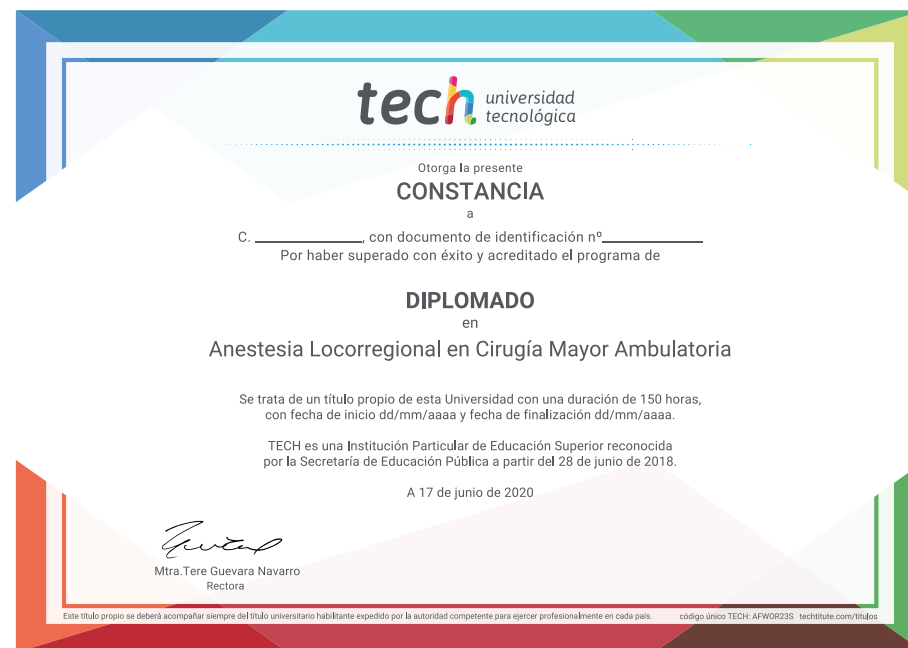 tech universidad
tecnológica
Otorga la presente
CONSTANCIA
a
C. ____________, con documento de identificación nº____________
Por haber superado con éxito y acreditado el programa de
DIPLOMADO
en
Anestesia Locorregional en Cirugía Mayor Ambulatoria
Se trata de un título propio de esta Universidad con una duración de 150 horas,
con fecha de inicio dd/mm/aaaa y fecha de finalización dd/mm/aaaa.
TECH es una Institución Particular de Educación Superior reconocida
por la Secretaría de Educación Pública a partir del 28 de junio de 2018.
A 17 de junio de 2020
Mtra.Tere Guevara Navarro
Rectora
Este título propio se deberá acompañar siempre del título universitario habilitante expedido por la autoridad competente para ejercer profesionalmente en cada país. código único TECH: AFWOR23S techtitute.com/titulos